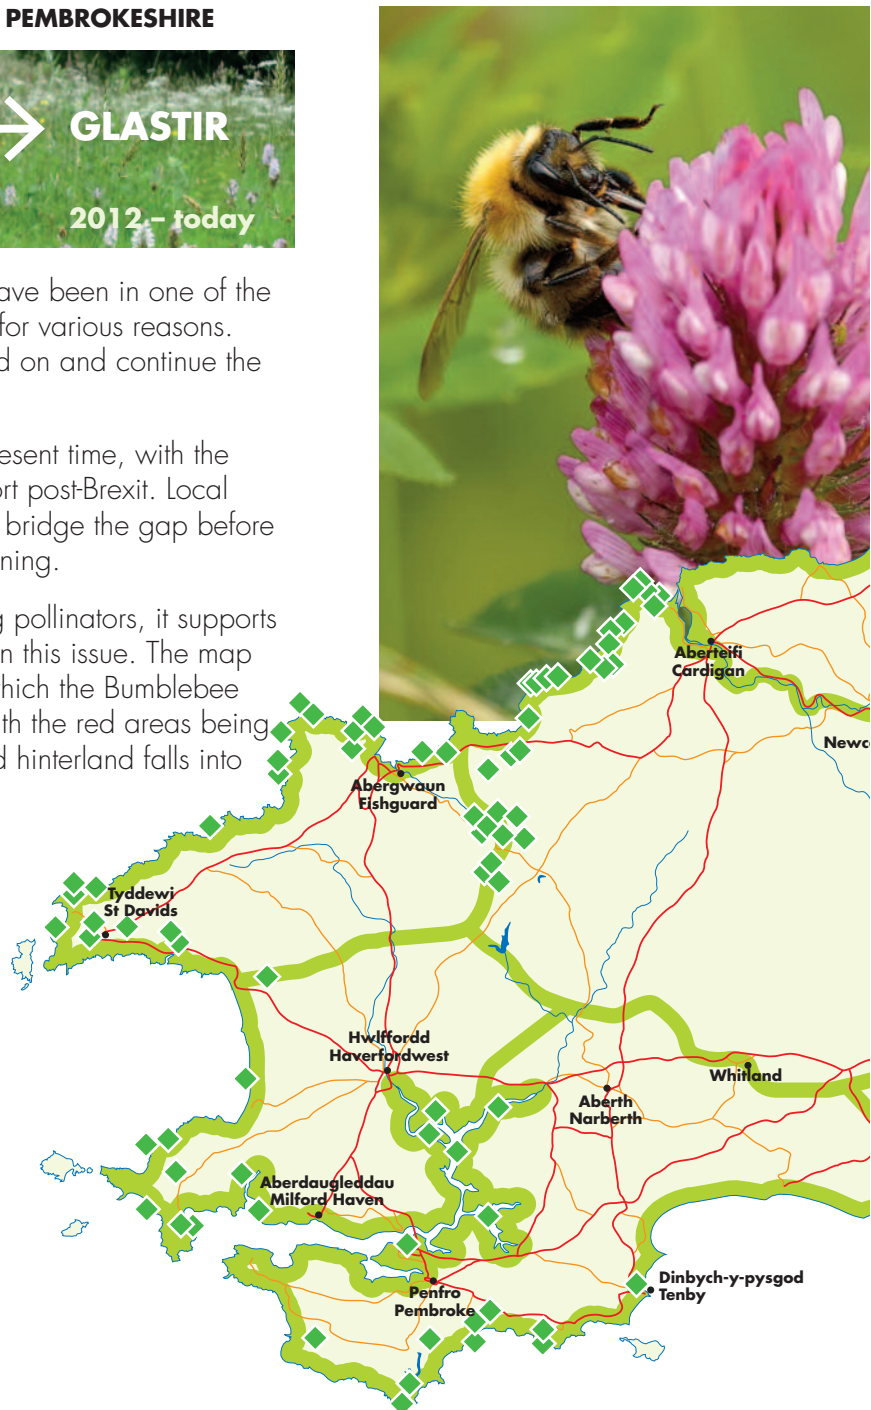 PEMBROKESHIRE
GLASTIR
2012 – today
ave been in one of the
for various reasons.
d on and continue the
esent time, with the
rt post-Brexit. Local
bridge the gap before
ning.
g pollinators, it supports
n this issue. The map
hich the Bumblebee
th the red areas being
d hinterland falls into
Aberteifi
Cardigan
Newc
Abergwaun
Fishguard
Tyddewi
St Davids
Hwlffordd
Haverfordwest
Whitland
Aberth
Narberth
Aberdaugleddau
Milford Haven
Dinbych-y-pysgod
Tenby
Penfro
Pembroke